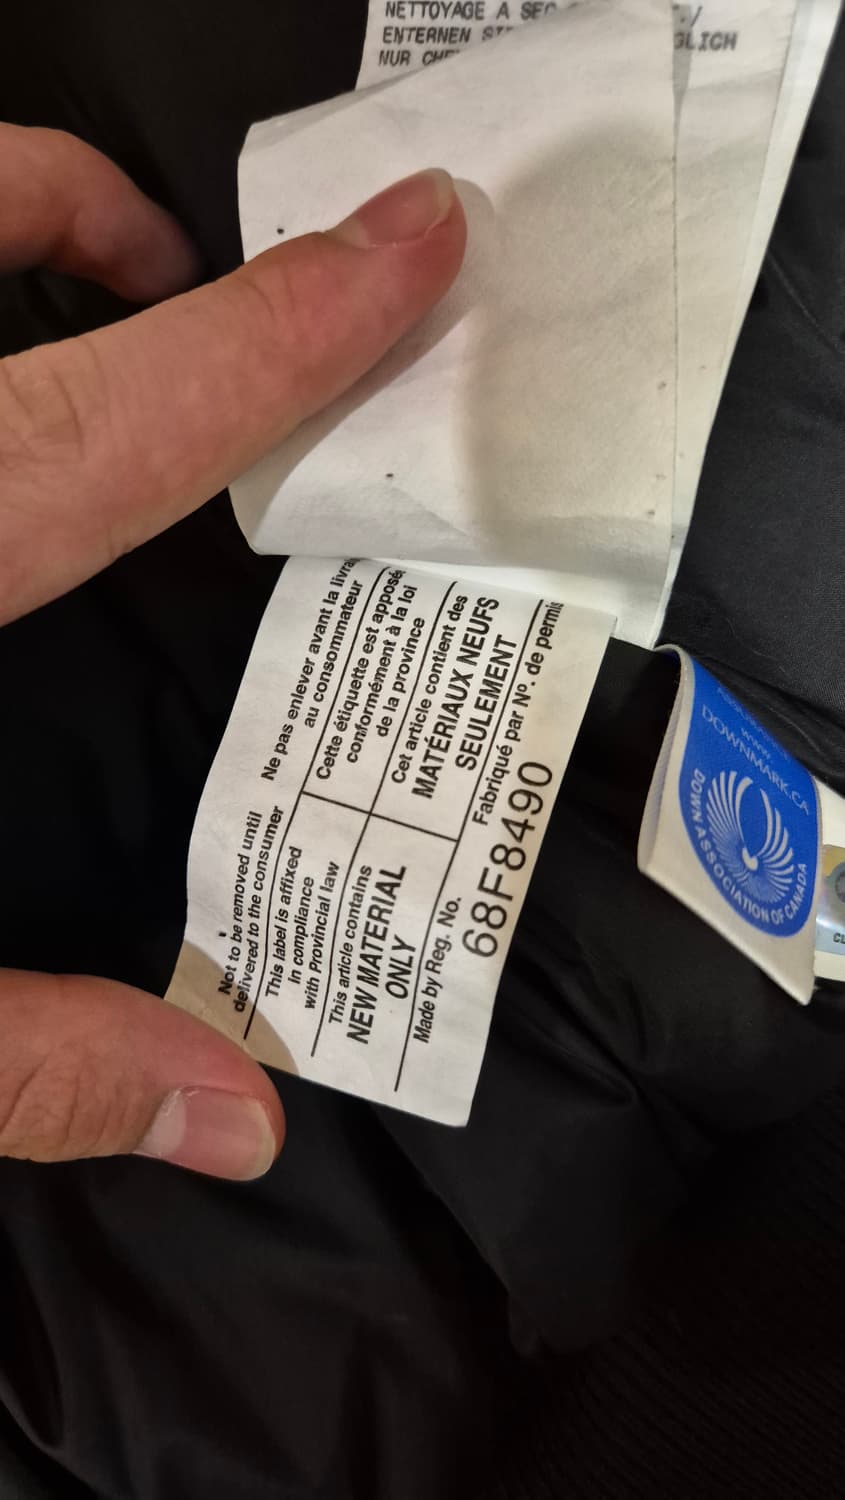 NETTOYAGE A SEC
ENTERNEN
GLICH
NUR
Not to be removed until
delivered to the consumer
Ne pas enlever avant la
au consommateur
This label is affixed
in compliance
with Provincial law
Cette étiquette est apposé
conformément à la loi
de la province
This article contains
NEW MATERIAL
ONLY
Cet article contient des
MATÉRIAUX NEUFS
SEULEMENT
Made by Reg. No.
Fabriqué par Nº. de permis
68F8490
www.
DOWNMARK.CA
DOWN ASSOCIATION OF CANADA